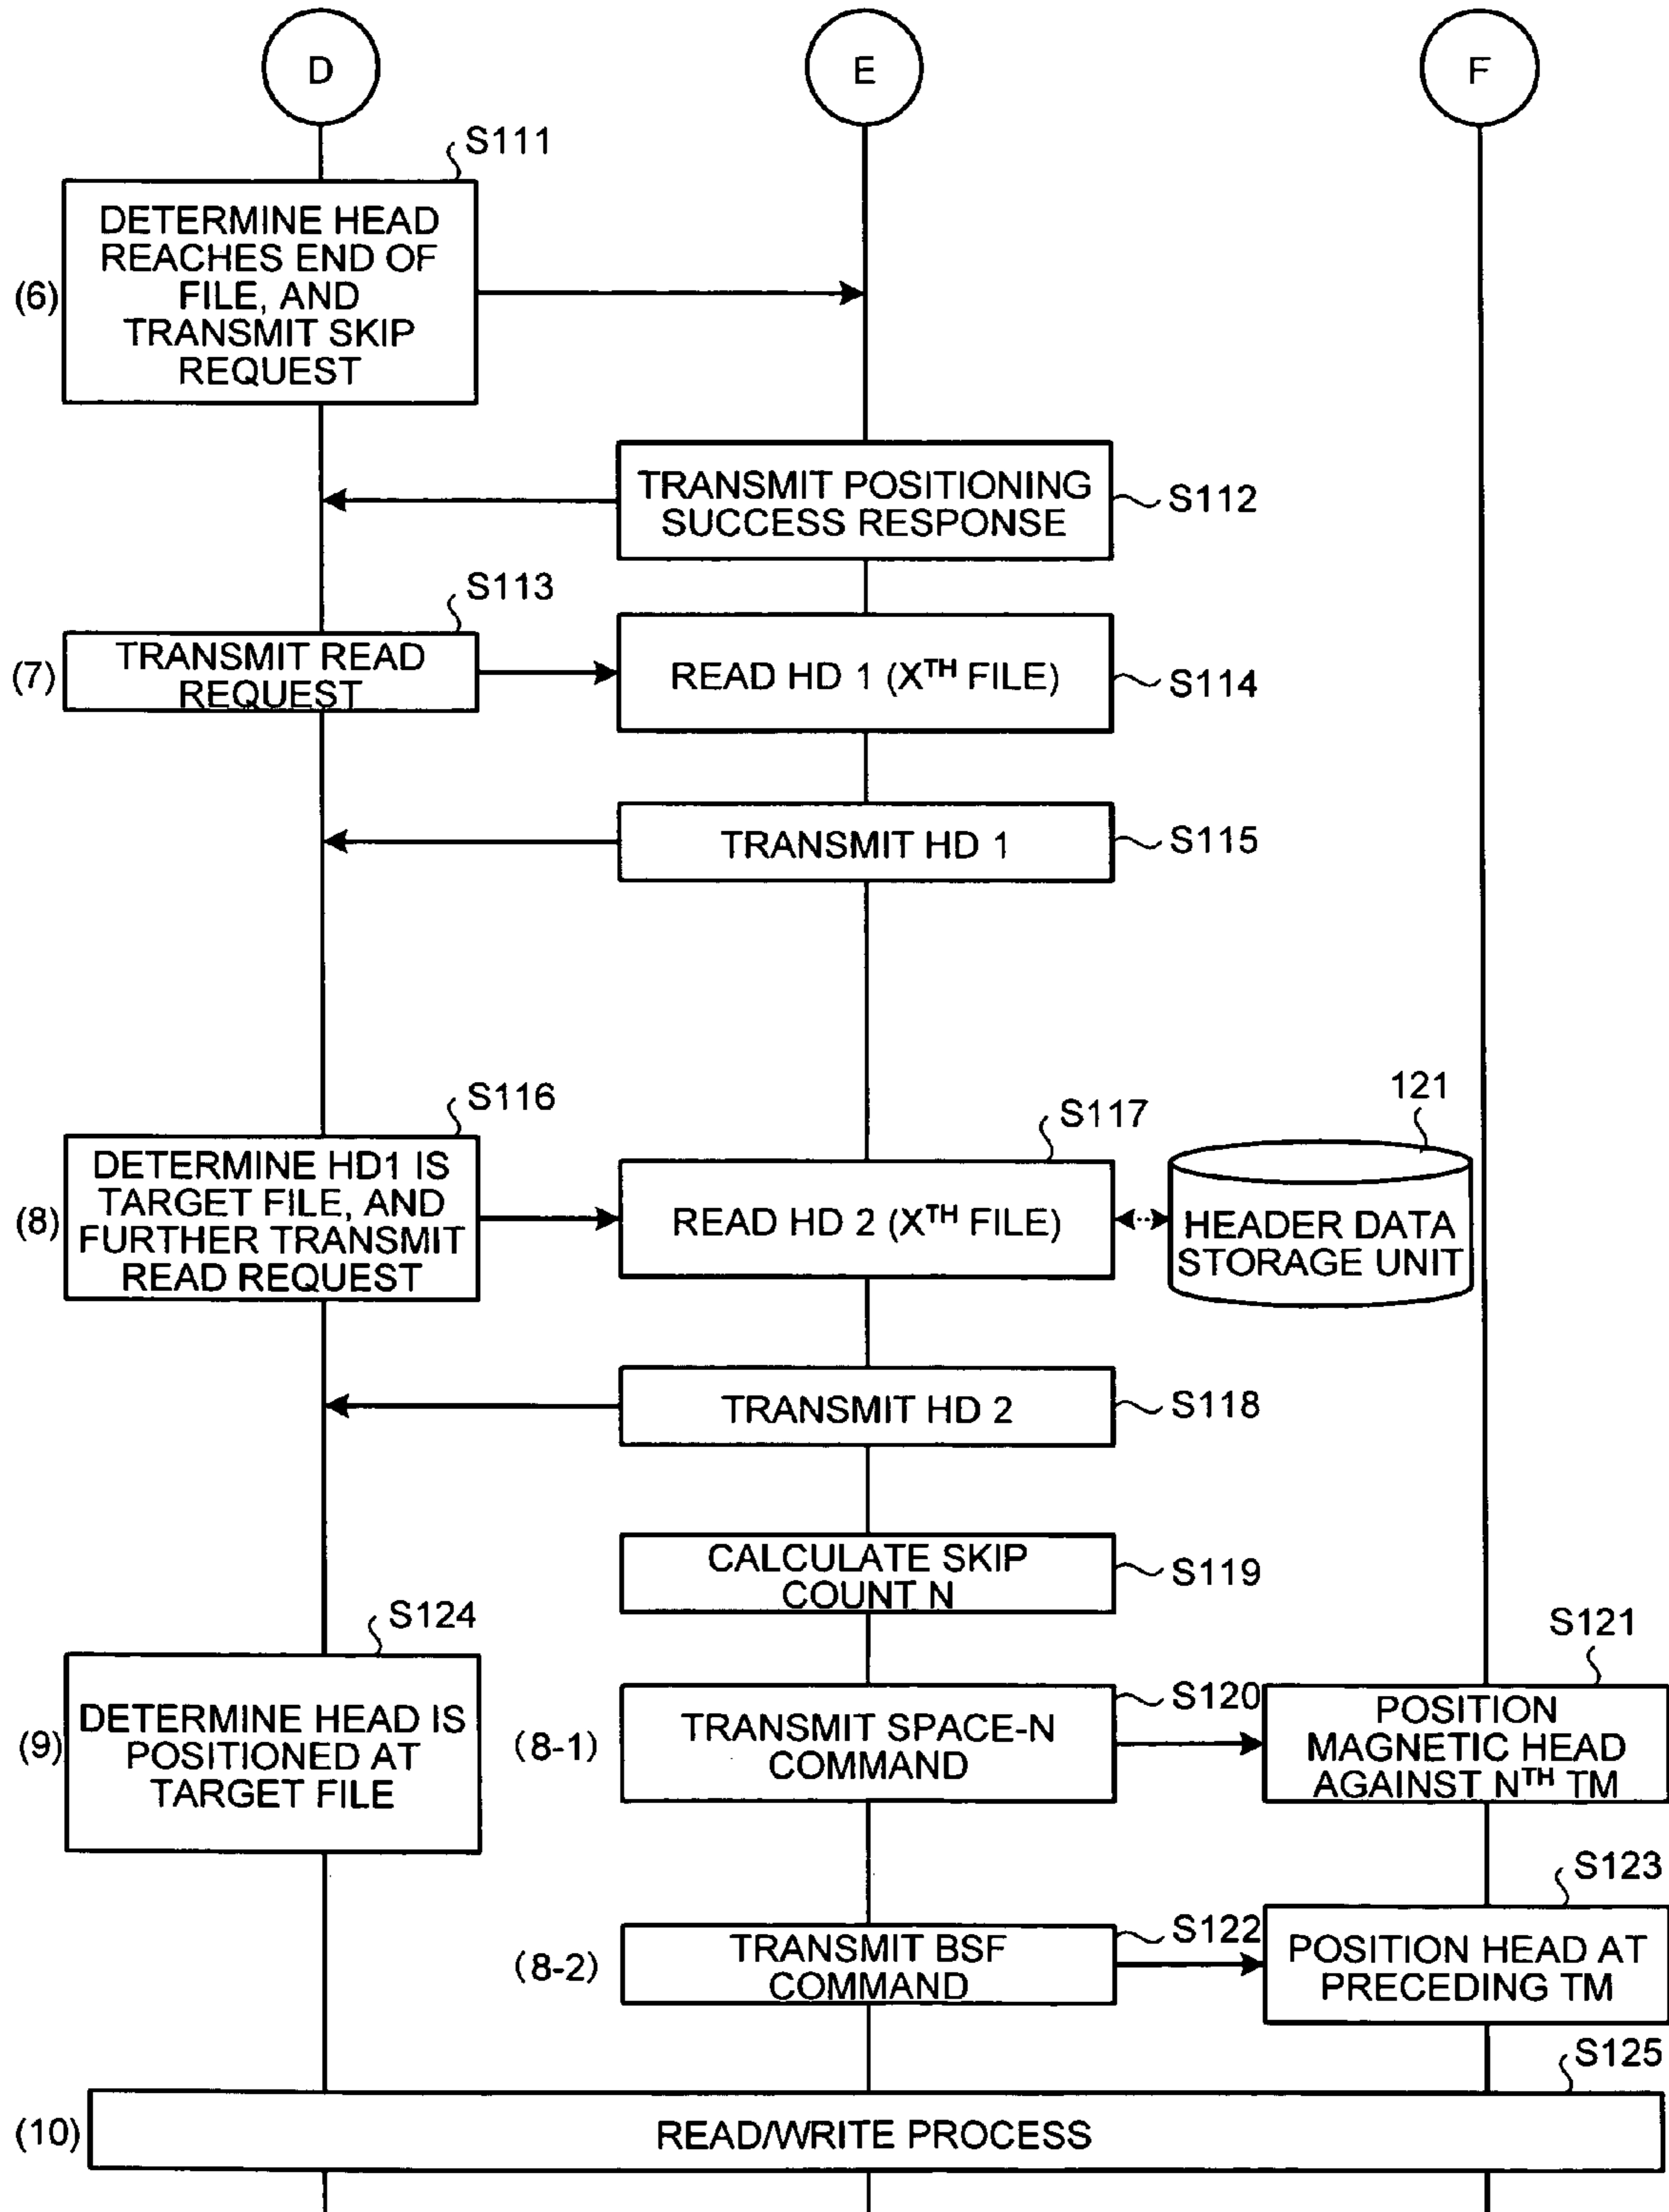 D
E
F
S111
DETERMINE HEAD
REACHES END OF
FILE, AND
TRANSMIT SKIP
REQUEST
(6)
TRANSMIT POSITIONING
SUCCESS RESPONSE
S112
S113
(7)
TRANSMIT READ
REQUEST
READ HD 1 (XTH FILE)
S114
TRANSMIT HD 1
S115
S116
S117
121
(8)
DETERMINE HD1 IS
TARGET FILE, AND
FURTHER TRANSMIT
READ REQUEST
READ HD 2 (XTH FILE)
HEADER DATA
STORAGE UNIT
TRANSMIT HD 2
S118
CALCULATE SKIP
COUNT N
S119
S124
(9)
DETERMINE HEAD IS
POSITIONED AT
TARGET FILE
(8-1)
TRANSMIT SPACE-N
COMMAND
S120
S121
POSITION
MAGNETIC HEAD
AGAINST NTH TM
(8-2)
TRANSMIT BSF
COMMAND
S122
S123
POSITION HEAD AT
PRECEDING TM
S125
(10)
READ/WRITE PROCESS